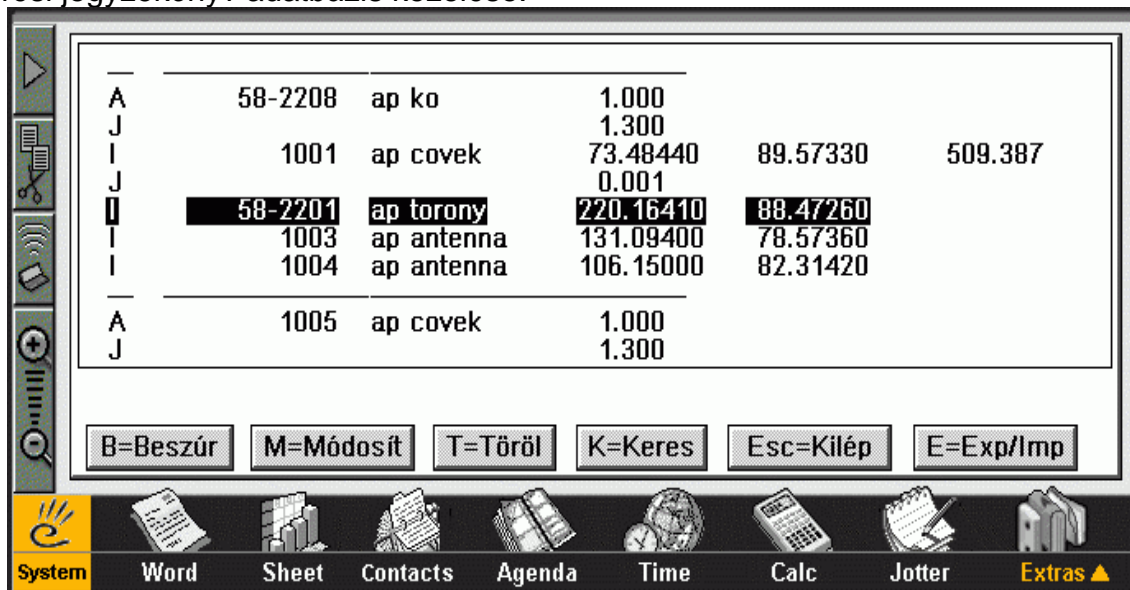 jegyzőkönyv adatbázis kezelése:
A 58-2208 ap ko 1.000
J 1.300
I 1001 ap covek 73.48440 89.57330 509.387
J 0.001
I 58-2201 ap torony 220.16410 88.47260
I 1003 ap antenna 131.09400 78.57360
I 1004 ap antenna 106.15000 82.31420
A 1005 ap covek 1.000
J 1.300
B=Beszúr M=Módosít T=Töröl K=Keres Esc=Kilép E=Exp/Imp
System Word Sheet Contacts Agenda Time Calc Jotter Extras